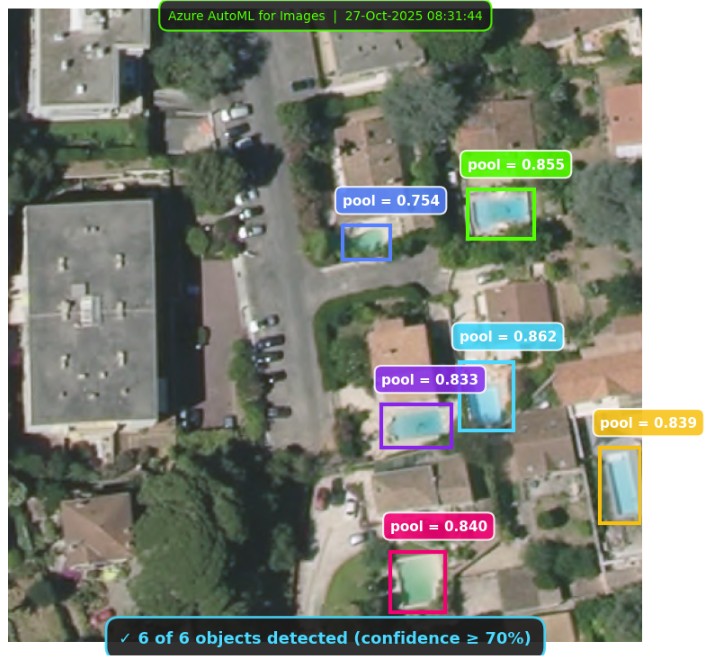 Azure AutoML for Images | 27-Oct-2025 08:31:44
pool = 0.855
pool = 0.754
pool = 0.862
pool = 0.833
pool = 0.839
pool = 0.840
✓ 6 of 6 objects detected (confidence ≥ 70%)